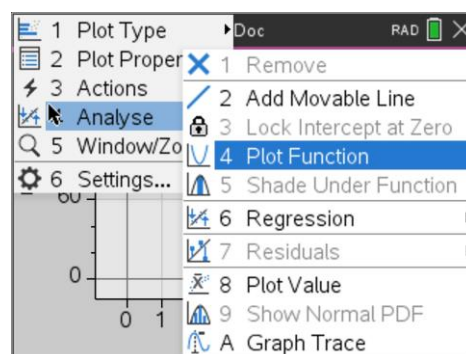 1 Plot Type
Doc RAD
2 Plot Proper
3 Actions
Analyse
5 Window/Zo
6 Settings...
1 Remove
2 Add Movable Line
3 Lock Intercept at Zero
4 Plot Function
5 Shade Under Function
6 Regression
7 Residuals
8 Plot Value
9 Show Normal PDF
A Graph Trace
0
0 1